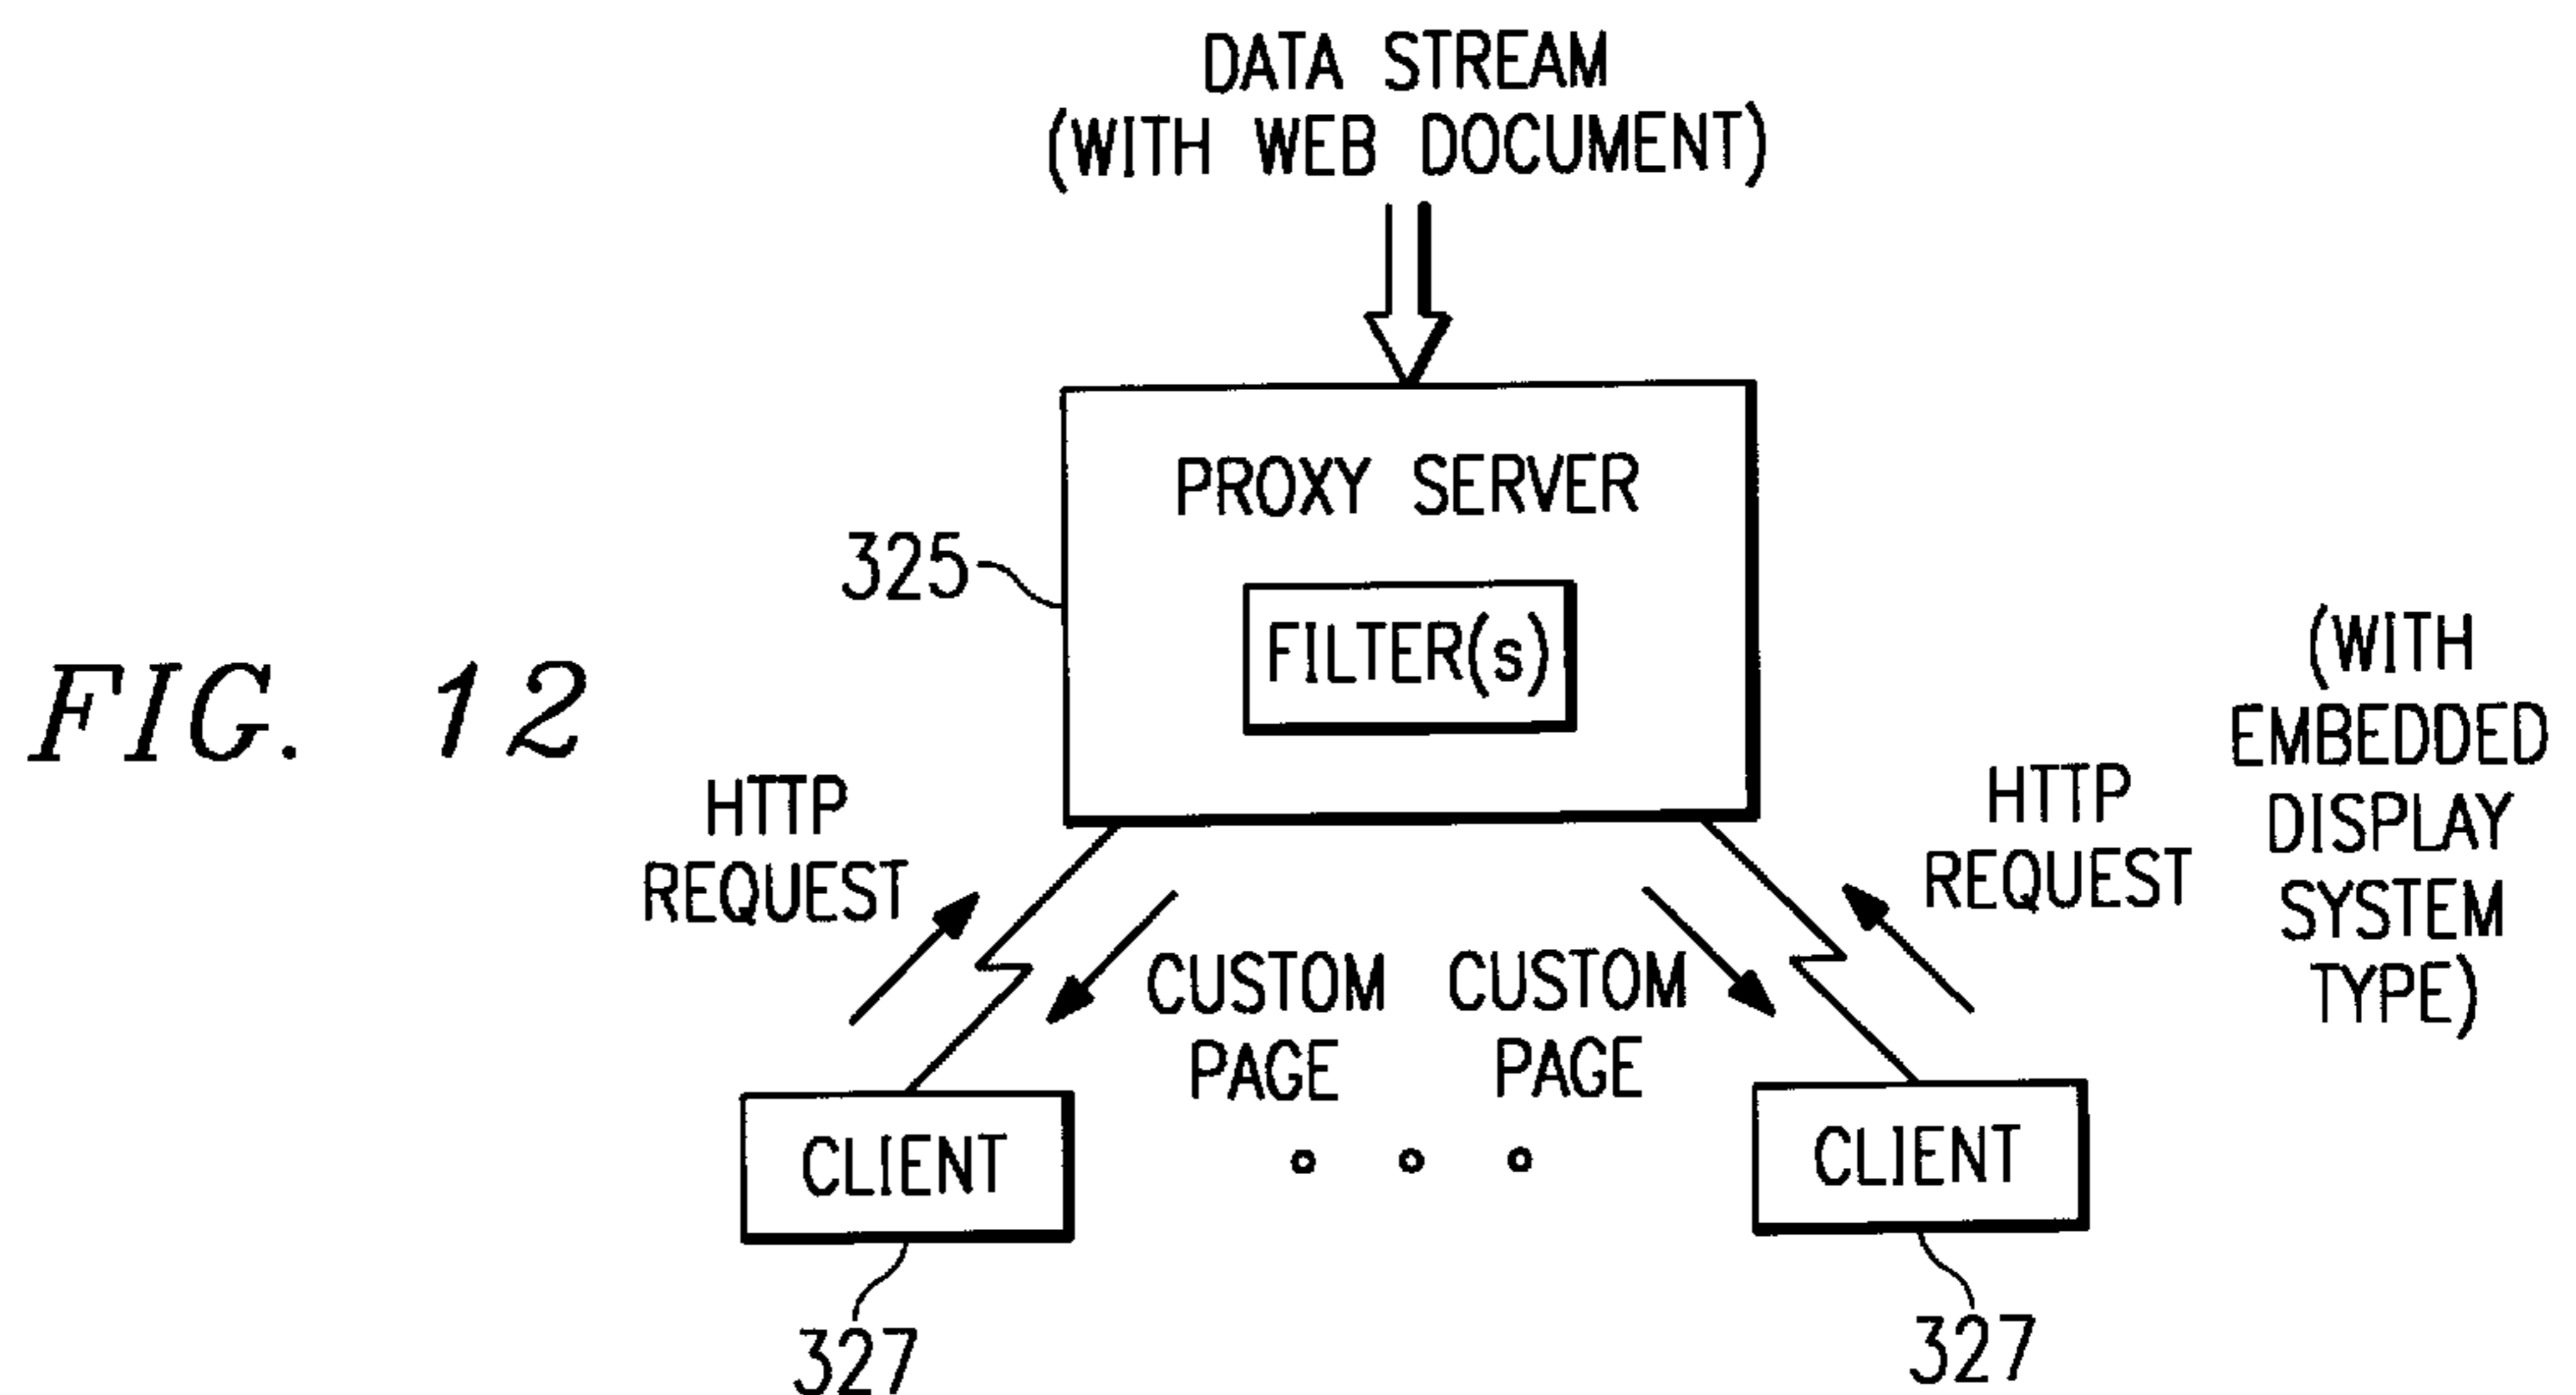 DATA STREAM
(WITH WEB DOCUMENT)
PROXY SERVER
325
FILTER(s)
FIG. 12
HTTP
REQUEST
HTTP
REQUEST
(WITH
EMBEDDED
DISPLAY
SYSTEM
TYPE)
CUSTOM
PAGE
CUSTOM
PAGE
CLIENT
CLIENT
327
327